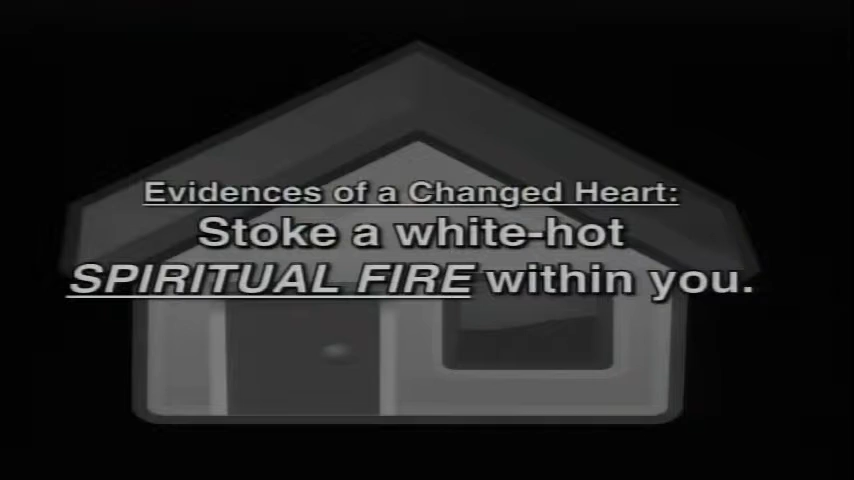 Evidences of a Changed Heart:
Stoke a white-hot
SPIRITUAL FIRE within you.